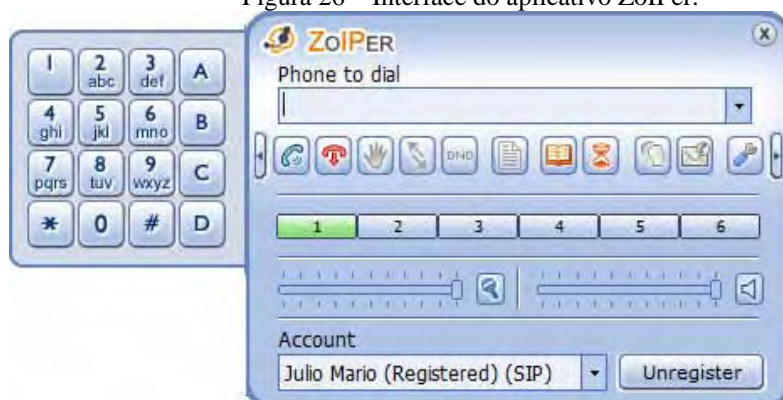 Figura 26 – Interface do aplicativo ZoIPer.
ZOIPER
Phone to dial
1 2 abc 3 def A
4 ghi 5 jkl 6 mno B
7 pqrs 8 tuv 9 wxyz C
* 0 # D
DND
1 2 3 4 5 6
Account
Julio Mario (Registered) (SIP)
Unregister